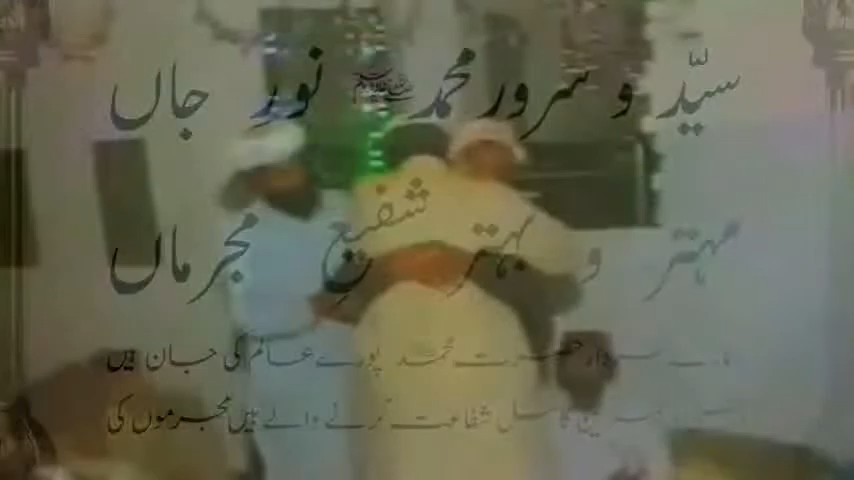 سیّد و سرور محمد ﷺ نورِ جاں
مہتر و بہتر شفیعِ مجرماں
سردار حضرت محمد پورے عالم کی جان ہیں
شفاعت کرنے والے ہیں مجرموں کی